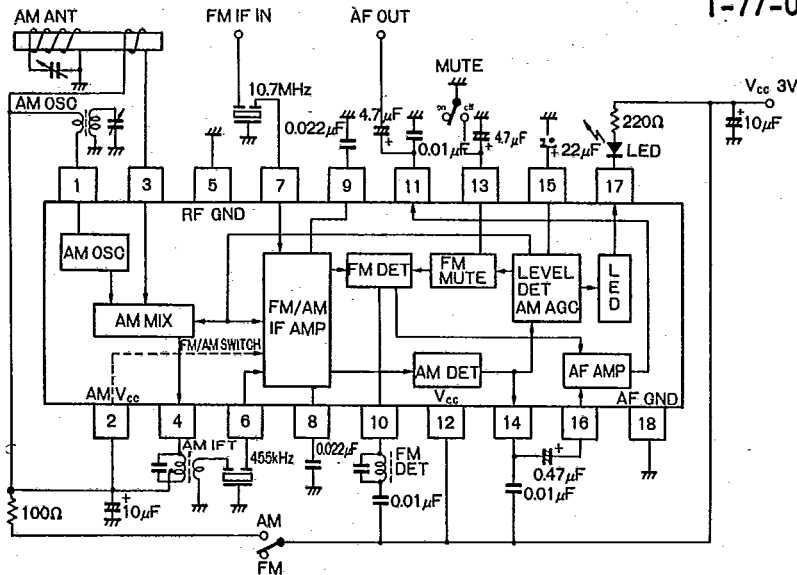 T-77-0
AM ANT
FM IF IN
AF OUT
MUTE
on
off
Vcc 3V
10μF
220Ω
LED
AM OSC
10.7MHz
0.022μF
4.7μF
0.01μF
4.7μF
22μF
1
3
5
7
9
11
13
15
17
RF GND
AM OSC
FM DET
FM MUTE
LEVEL DET AM AGC
LED
AM MIX
FM/AM IF AMP
FM/AM SWITCH
AM DET
AF AMP
AM Vcc
Vcc
AF GND
2
4
6
8
10
12
14
16
18
AM IFT
455kHz
0.022μF
FM DET
0.47μF
0.01μF
0.01μF
10μF
100Ω
AM
FM